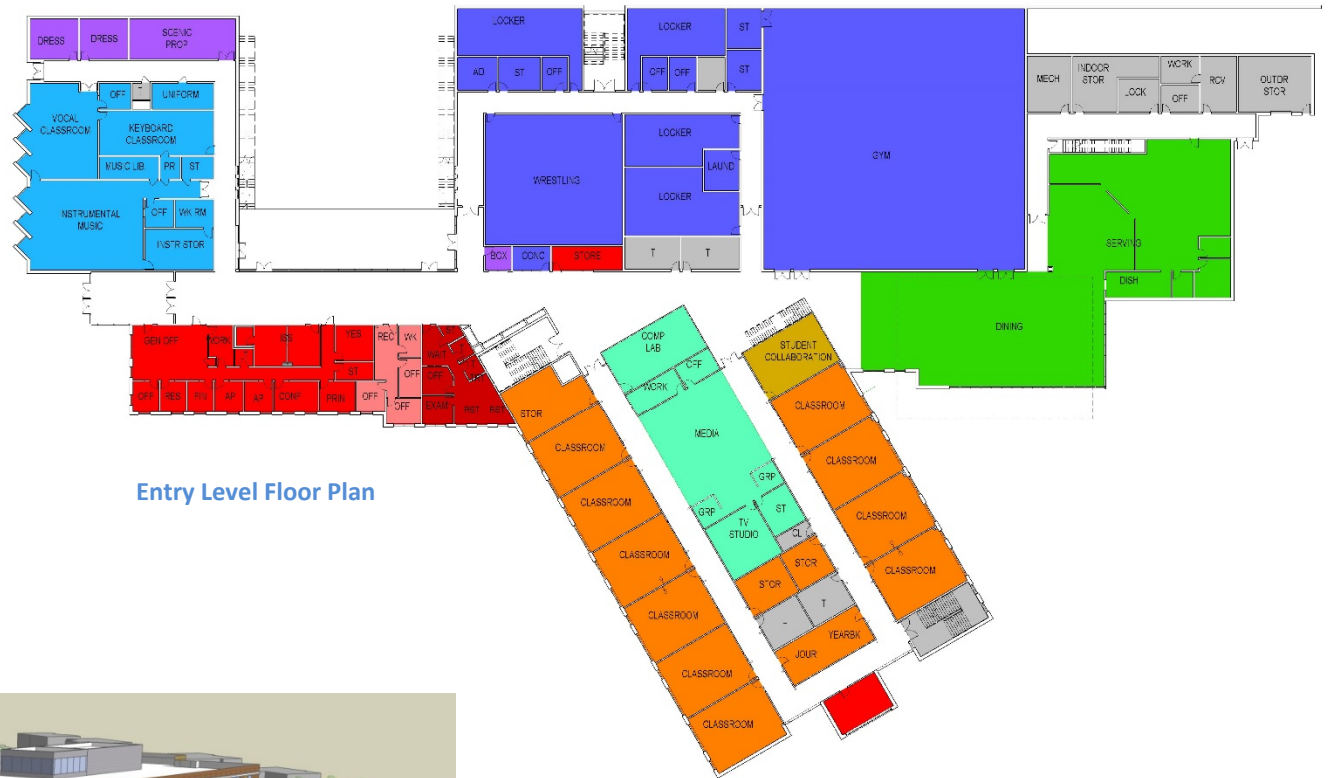 DRESS
DRESS
SCENIC
PROP
LOCKER
LOCKER
ST
AD
ST
OFF
OFF
OFF
ST
MECH
INDOOR
STOR
LOCK
WORK
OFF
RCV
OUTDR
STOR
OFF
UNIFORM
VOCAL
CLASSROOM
KEYBOARD
CLASSROOM
MUSIC LIB.
PR
ST
NSTRUMENTAL
MUSIC
OFF
WK RM
INSTR STOR
WRESTLING
LOCKER
LAUND
LOCKER
GYM
BOX
CONC
STORE
T
T
SERVING
DISH
DINING
GEN OFF
WORK
ISS
YES
ST
REC
WK
OFF
OFF
OFF
OFF
RES
AP
AP
CONF
PRIN
ST
WAIT
OFF
EXAM
RST
RST
COMP
LAB
OFF
WORK
MEDIA
GRP
GRP
ST
TV
STUDIO
CL
STOR
STOR
T
YEARBK
JOUR
STUDENT
COLLABORATION
CLASSROOM
CLASSROOM
CLASSROOM
CLASSROOM
STOR
CLASSROOM
CLASSROOM
CLASSROOM
CLASSROOM
CLASSROOM
CLASSROOM
Entry Level Floor Plan